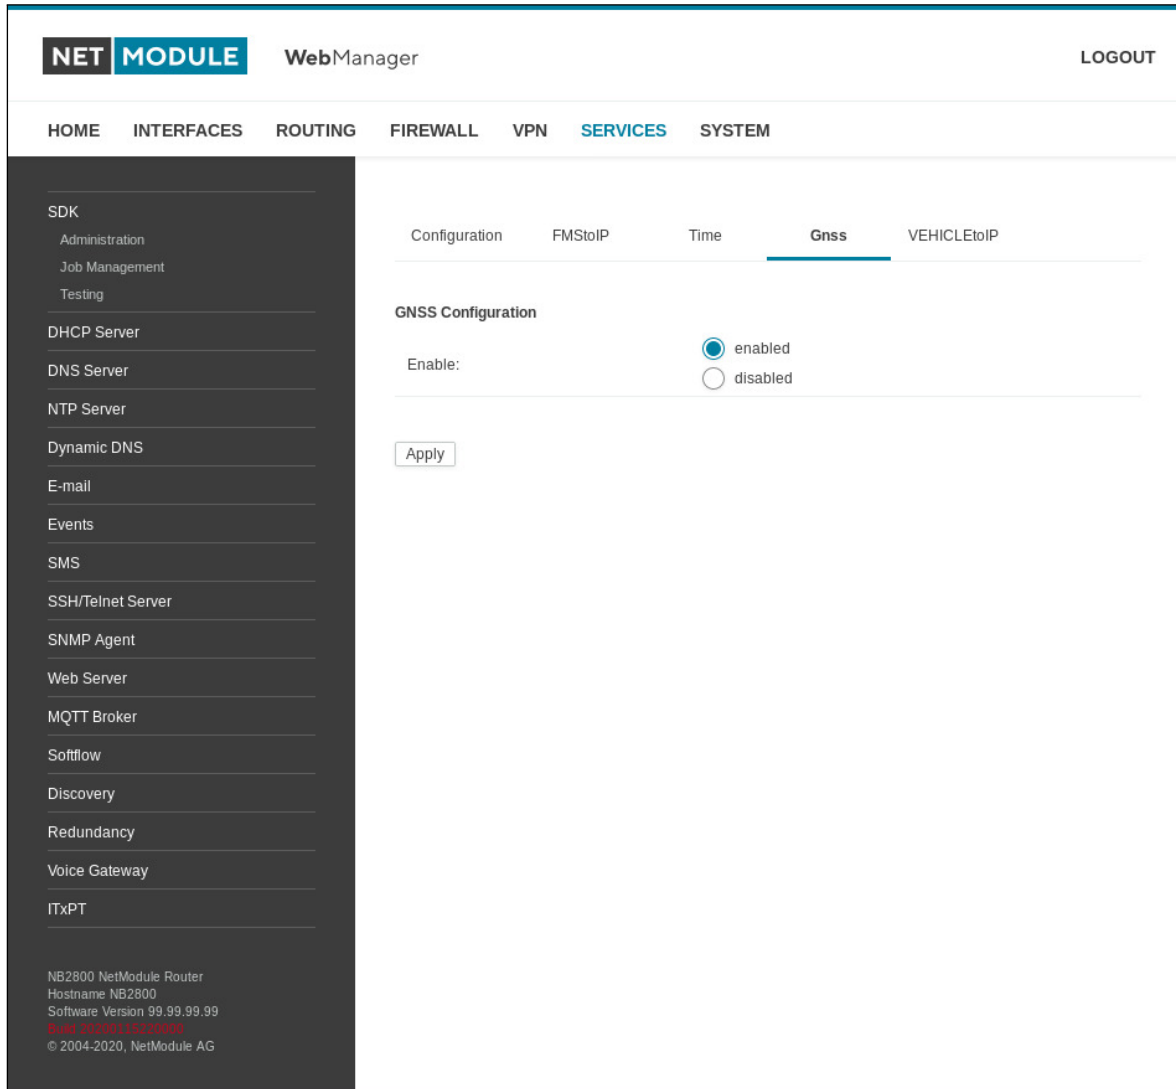 NET MODULE WebManager LOGOUT
HOME INTERFACES ROUTING FIREWALL VPN SERVICES SYSTEM
SDK
Administration
Job Management
Testing
DHCP Server
DNS Server
NTP Server
Dynamic DNS
E-mail
Events
SMS
SSH/Telnet Server
SNMP Agent
Web Server
MQTT Broker
Softflow
Discovery
Redundancy
Voice Gateway
ITxPT
NB2800 NetModule Router
Hostname NB2800
Software Version 99.99.99.99
Build
© 2004-2020, NetModule AG
Configuration FMStoIP Time Gnss VEHICLEtoIP
GNSS Configuration
Enable:
enabled
disabled
Apply